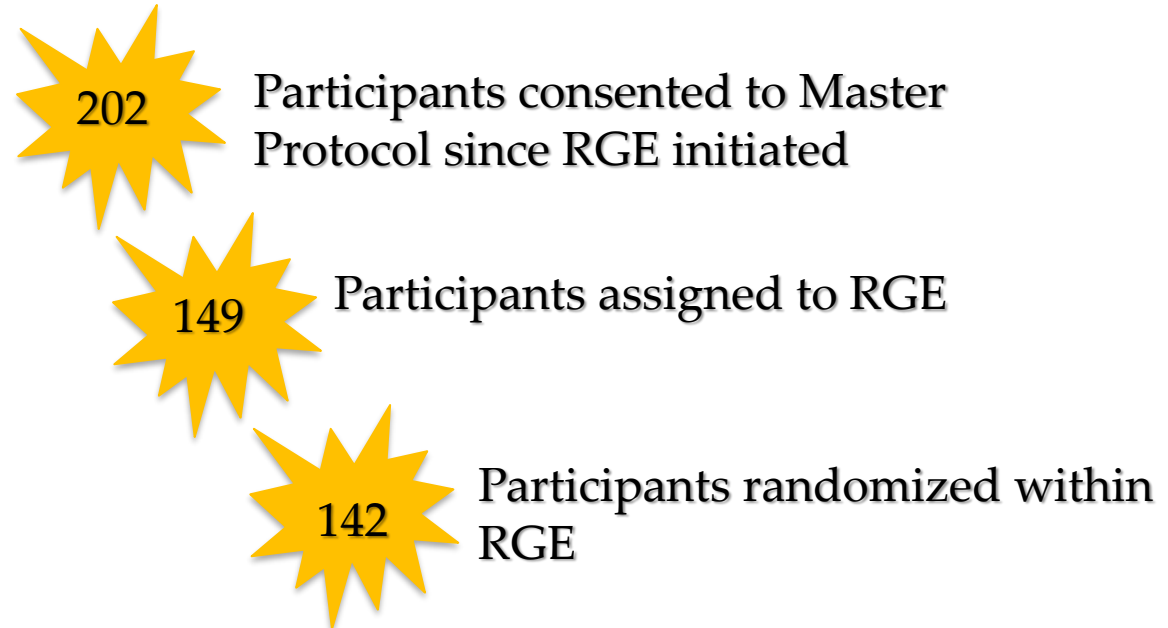 202
Participants consented to Master
Protocol since RGE initiated
149
Participants assigned to RGE
142
Participants randomized within
RGE